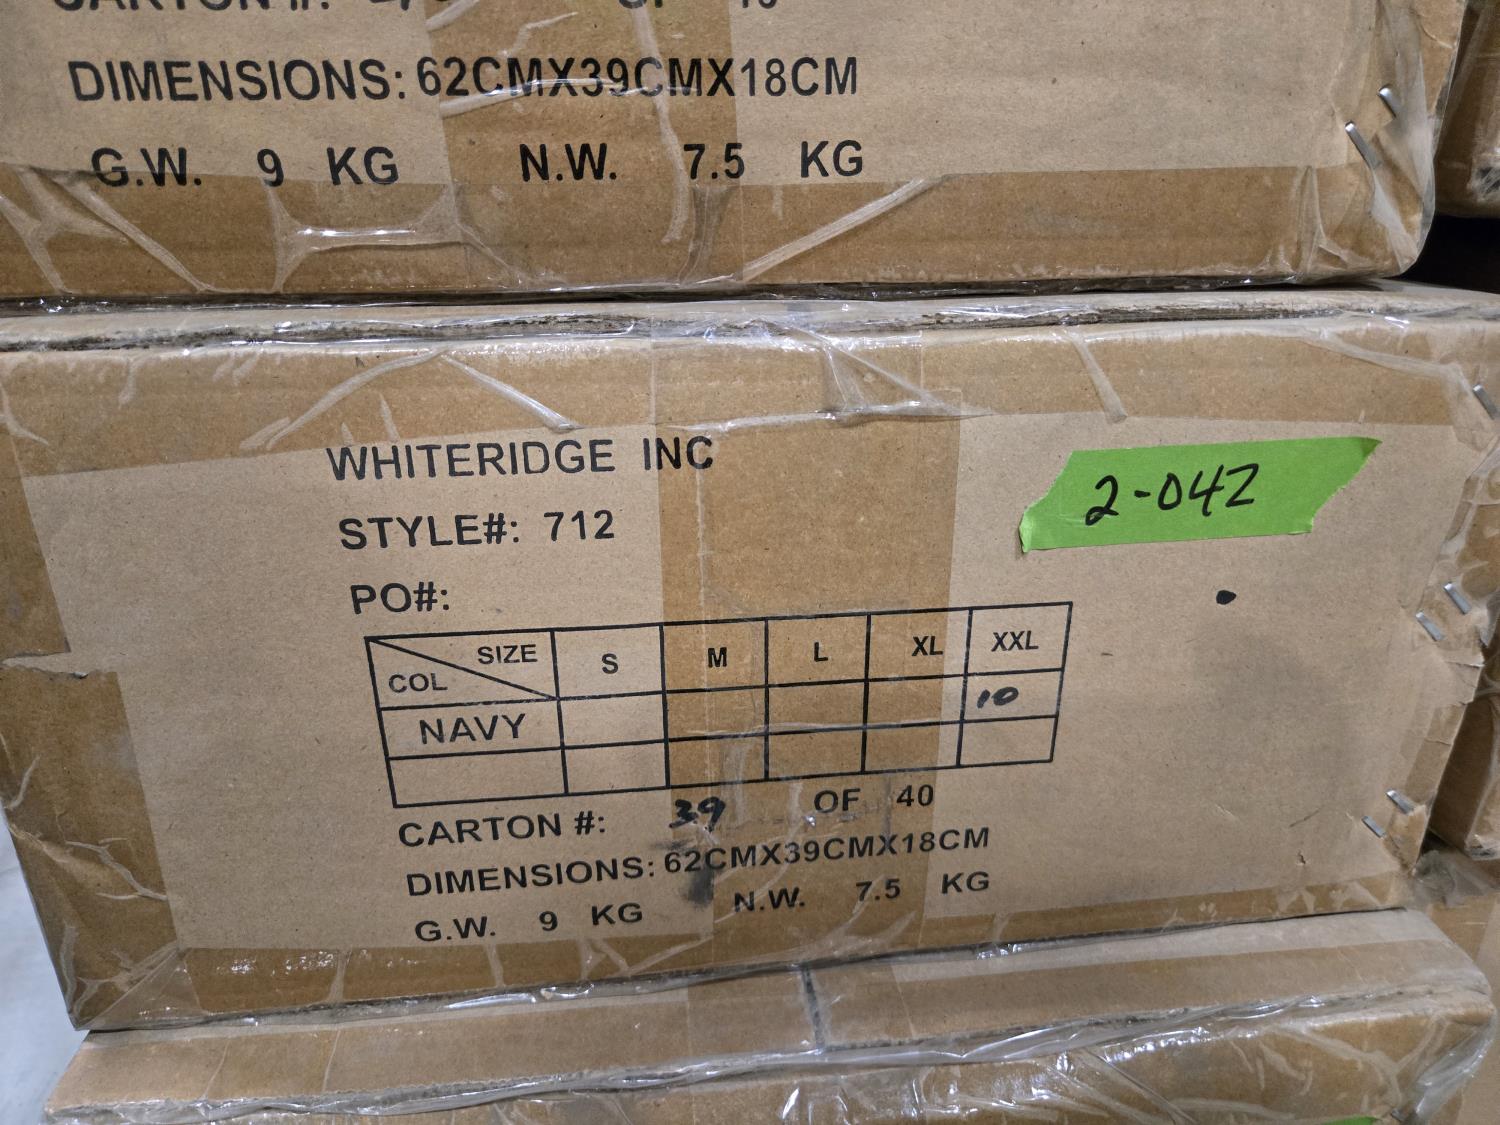 DIMENSIONS: 62CMX39CMX18CM
G.W. 9 KG N.W. 7.5 KG
WHITERIDGE INC
2-042
STYLE#: 712
PO#:
SIZE S M L XL XXL
COL
NAVY 10
CARTON #: 39 OF 40
DIMENSIONS: 62CMX39CMX18CM
G.W. 9 KG N.W. 7.5 KG